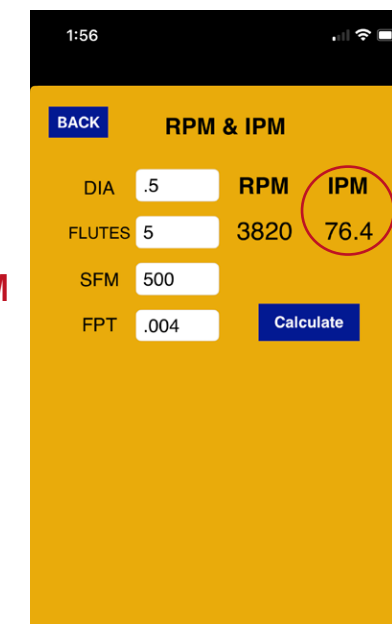 1:56
BACK RPM & IPM
DIA .5 RPM IPM
FLUTES 5 3820 76.4
SFM 500
FPT .004 Calculate